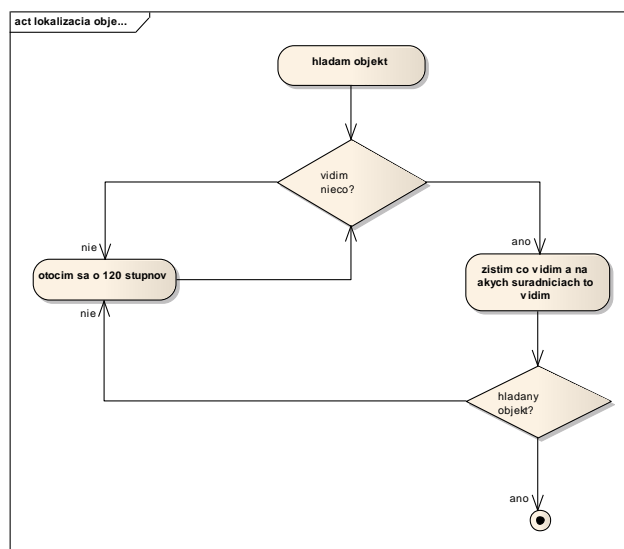 act lokalizacia obje...
hladam objekt
vidim
nieco?
nie
ano
otocim sa o 120 stupnov
zistim co vidim a na
akych suradniciach to
vidim
nie
hladany
objekt?
ano